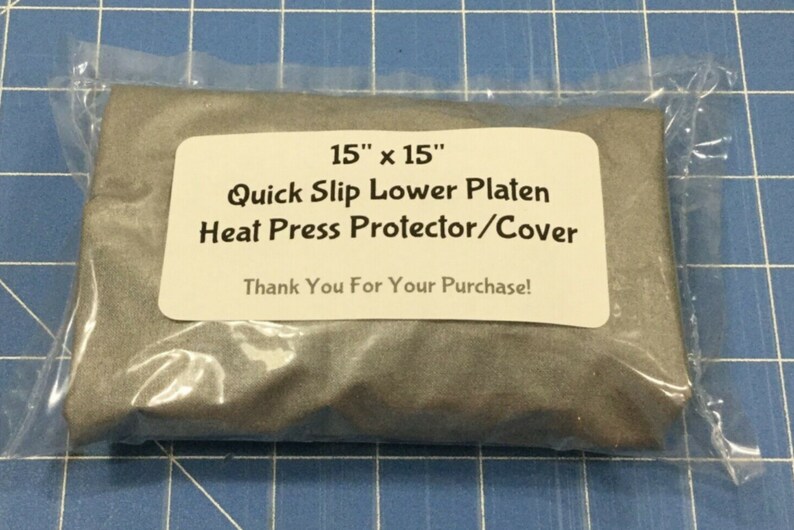 15" x 15"
Quick Slip Lower Platen
Heat Press Protector/Cover
Thank You For Your Purchase!